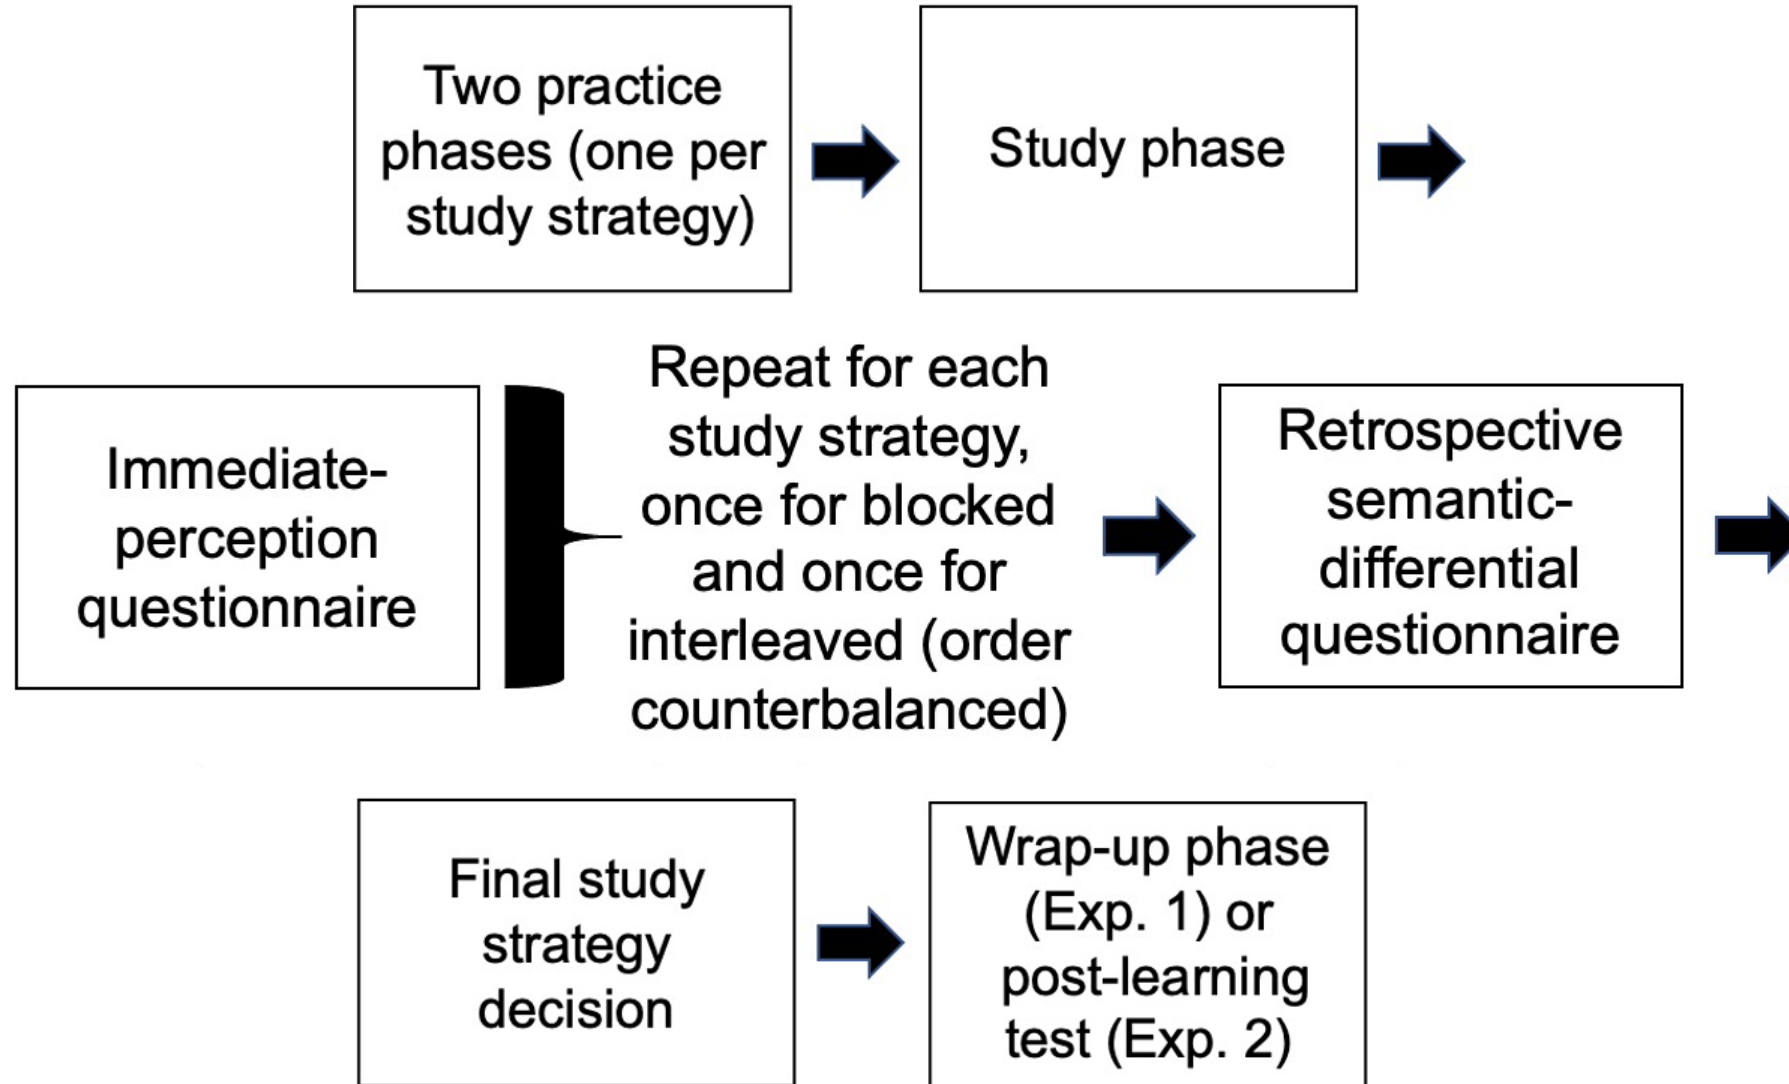 Two practice
phases (one per
study strategy)
Study phase
Immediate-
perception
questionnaire
Repeat for each
study strategy,
once for blocked
and once for
interleaved (order
counterbalanced)
Retrospective
semantic-
differential
questionnaire
Final study
strategy
decision
Wrap-up phase
(Exp. 1) or
post-learning
test (Exp. 2)